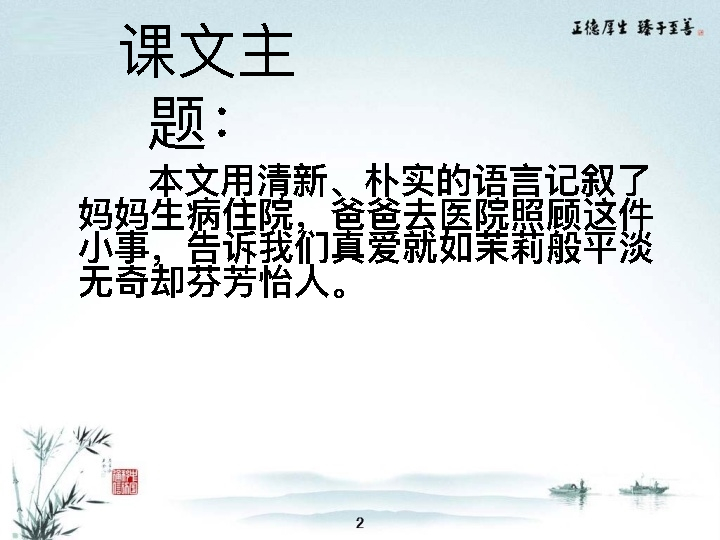 正德厚生 臻于至善
课文主
题：
本文用清新、朴实的语言记叙了
妈妈生病住院，爸爸去医院照顾这件
小事，告诉我们真爱就如茉莉般平淡
无奇却芬芳怡人。
2